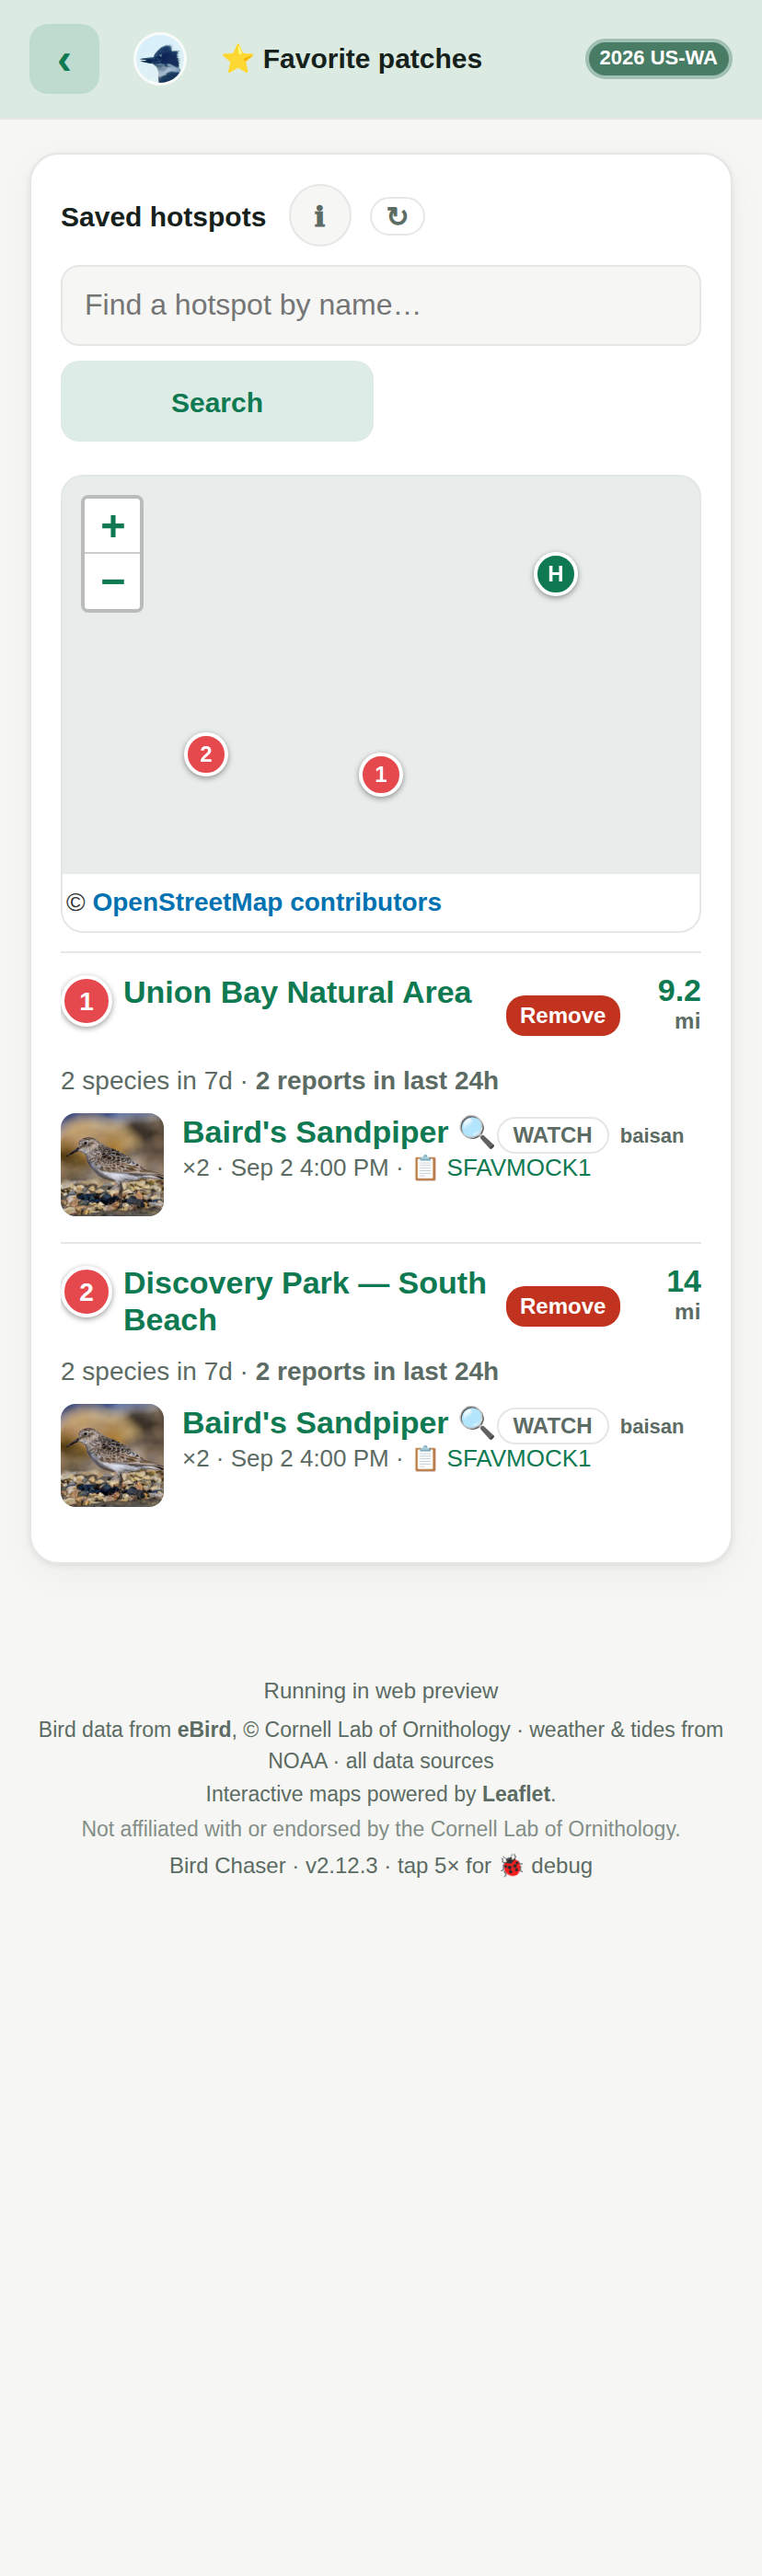 ‹ ⭐ Favorite patches 2026 US-WA
Saved hotspots ℹ ↻
Find a hotspot by name…
Search
+
−
H
2
1
© OpenStreetMap contributors
1 Union Bay Natural Area Remove 9.2 mi
2 species in 7d · 2 reports in last 24h
Baird's Sandpiper 🔍 WATCH baisan
×2 · Sep 2 4:00 PM · 📋 SFAVMOCK1
2 Discovery Park — South Remove 14 mi
Beach
2 species in 7d · 2 reports in last 24h
Baird's Sandpiper 🔍 WATCH baisan
×2 · Sep 2 4:00 PM · 📋 SFAVMOCK1
Running in web preview
Bird data from eBird, © Cornell Lab of Ornithology · weather & tides from
NOAA · all data sources
Interactive maps powered by Leaflet.
Not affiliated with or endorsed by the Cornell Lab of Ornithology.
Bird Chaser · v2.12.3 · tap 5× for 🐞 debug